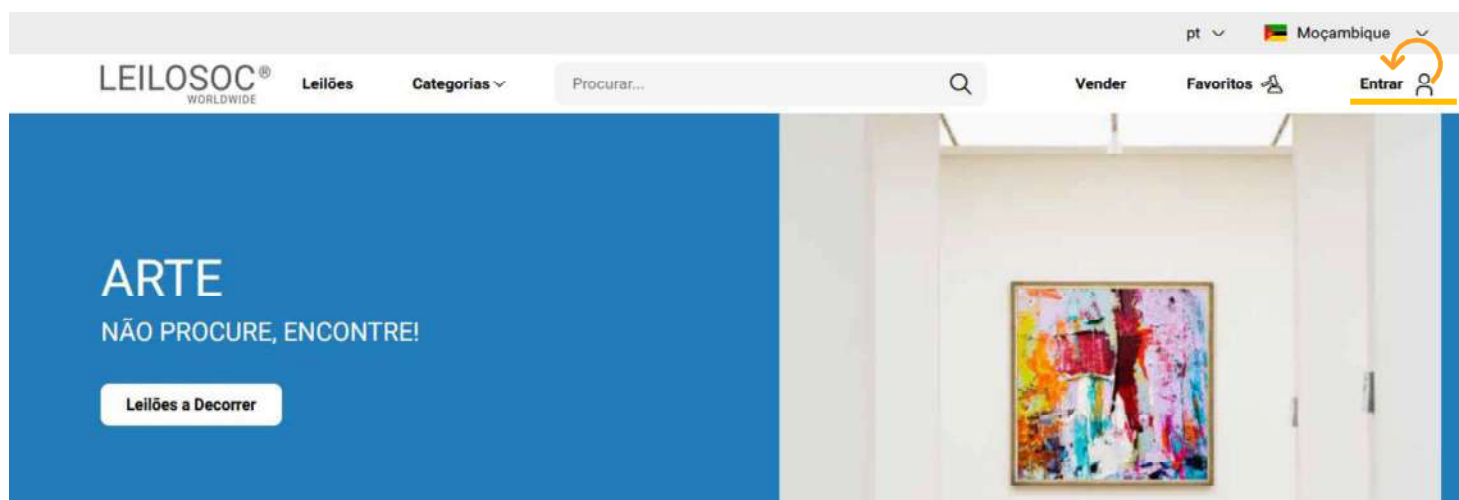 pt Moçambique
LEILOSOC® Leilões Categorias Procurar... Vender Favoritos Entrar
WORLDWIDE
ARTE
NÃO PROCURE, ENCONTRE!
Leilões a Decorrer